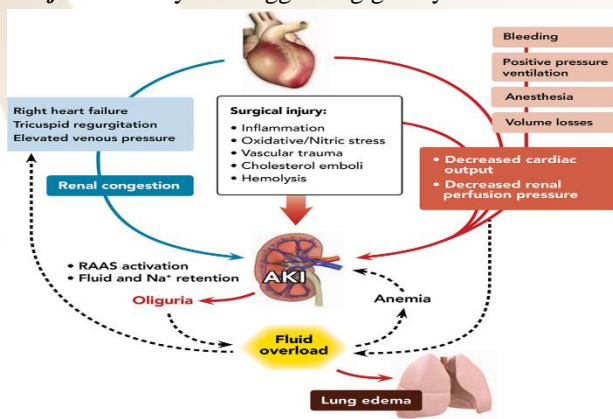 Bleeding
Positive pressure
ventilation
Anesthesia
Volume losses
Right heart failure
Tricuspid regurgitation
Elevated venous pressure
Surgical injury:
• Inflammation
• Oxidative/Nitric stress
• Vascular trauma
• Cholesterol emboli
• Hemolysis
• Decreased cardiac
output
• Decreased renal
perfusion pressure
Renal congestion
AKI
• RAAS activation
• Fluid and Na⁺ retention
Oliguria
Anemia
Fluid
overload
Lung edema